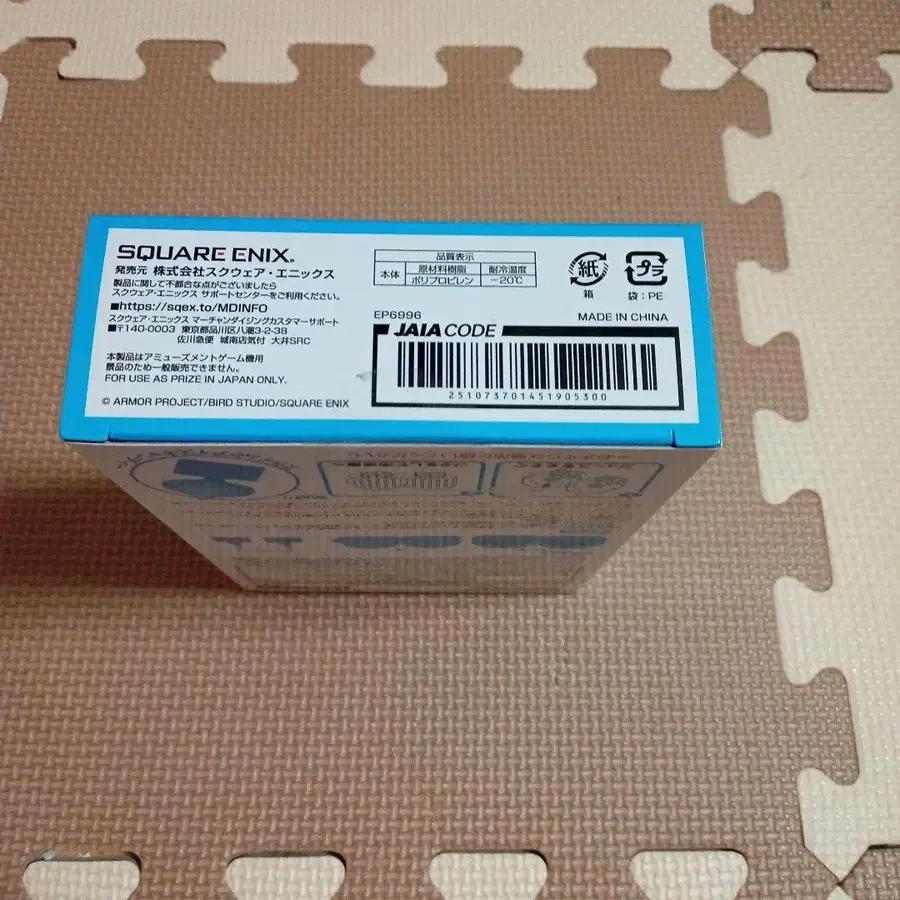 SQUARE ENIX®
発売元 株式会社スクウェア・エニックス
製品に関して不都合な点がございましたら
スクウェア・エニックス サポートセンターをご利用ください。
■https://sqex.to/MDINFO
スクウェア・エニックス マーチャンダイジングカスタマーサポート
■〒140-0003 東京都品川区八潮3-2-38
佐川急便 城南店気付 大井SRC
本製品はアミューズメントゲーム機用
景品のため一般販売できません。
FOR USE AS PRIZE IN JAPAN ONLY.
© ARMOR PROJECT/BIRD STUDIO/SQUARE ENIX
品質表示
本体 原材料樹脂 耐冷温度
ポリプロピレン −20℃
紙
箱
プラ
袋:PE
EP6996
MADE IN CHINA
JAIA CODE
251073701451905300